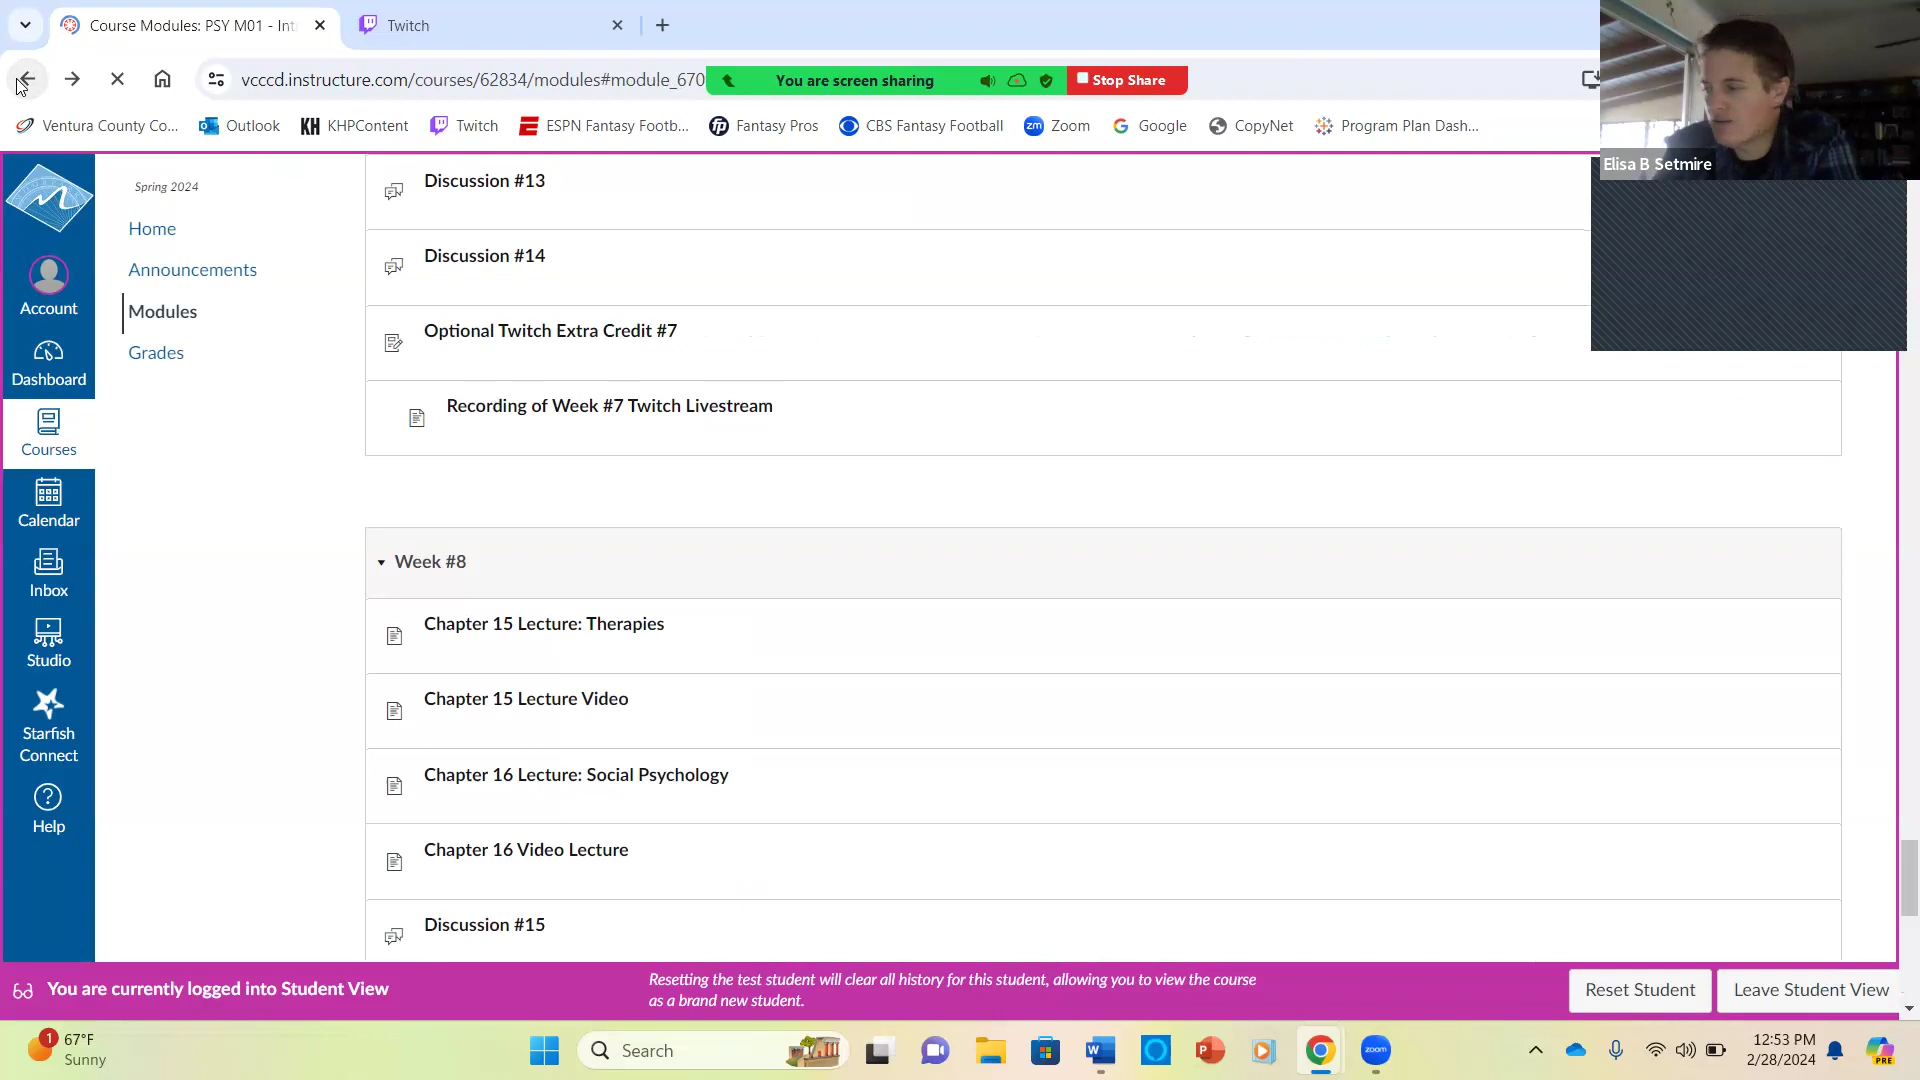 Course Modules: PSY M01 - Int
Twitch
vcccd.instructure.com/courses/62834/modules#module_670
You are screen sharing
Stop Share
Ventura County Co...
Outlook
KH KHPContent
Twitch
ESPN Fantasy Footb...
fp Fantasy Pros
CBS Fantasy Football
zm Zoom
Google
CopyNet
Program Plan Dash...
Elisa B Setmire
Account
Dashboard
Courses
Calendar
Inbox
Studio
Starfish
Connect
Help
Spring 2024
Home
Announcements
Modules
Grades
Discussion #13
Discussion #14
Optional Twitch Extra Credit #7
Recording of Week #7 Twitch Livestream
Week #8
Chapter 15 Lecture: Therapies
Chapter 15 Lecture Video
Chapter 16 Lecture: Social Psychology
Chapter 16 Video Lecture
Discussion #15
You are currently logged into Student View
Resetting the test student will clear all history for this student, allowing you to view the course
as a brand new student.
Reset Student
Leave Student View
1
67°F
Sunny
Search
W
P
zoom
12:53 PM
2/28/2024
PRE